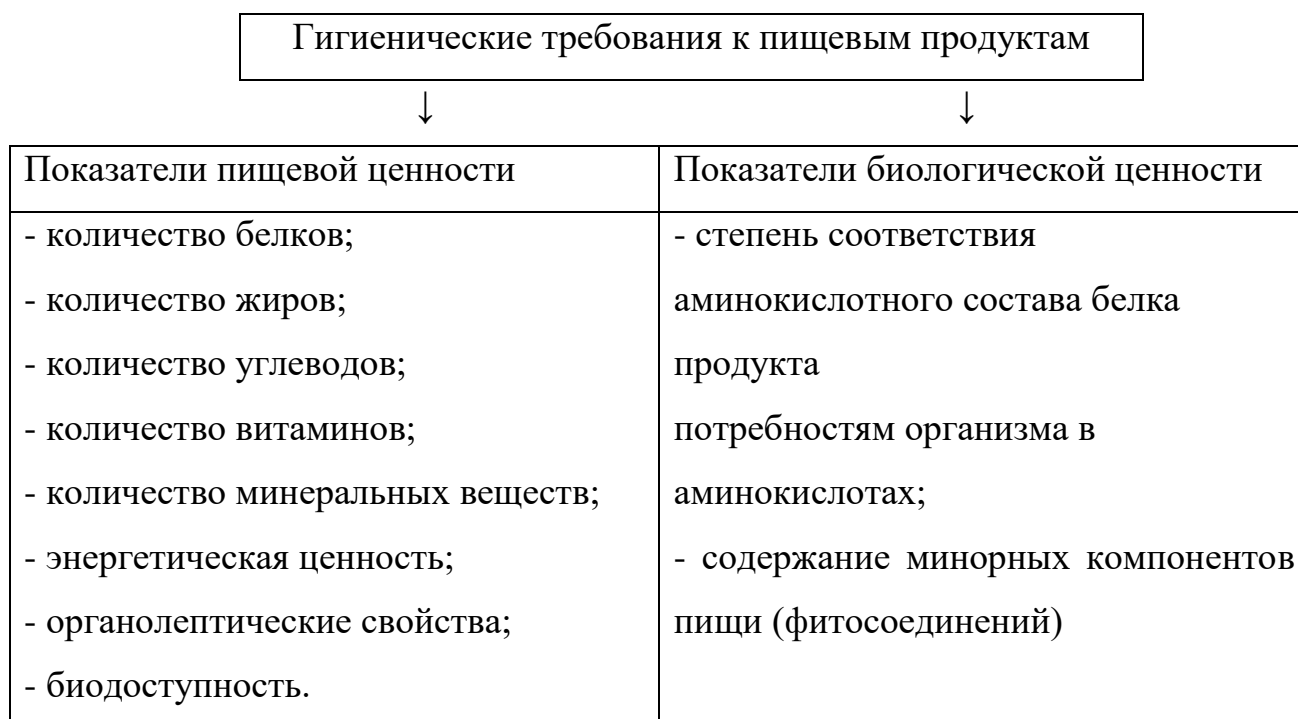 Гигиенические требования к пищевым продуктам
↓ ↓
Показатели пищевой ценности
- количество белков;
- количество жиров;
- количество углеводов;
- количество витаминов;
- количество минеральных веществ;
- энергетическая ценность;
- органолептические свойства;
- биодоступность.
Показатели биологической ценности
- степень соответствия
аминокислотного состава белка
продукта
потребностям организма в
аминокислотах;
- содержание минорных компонентов
пищи (фитосоединений)